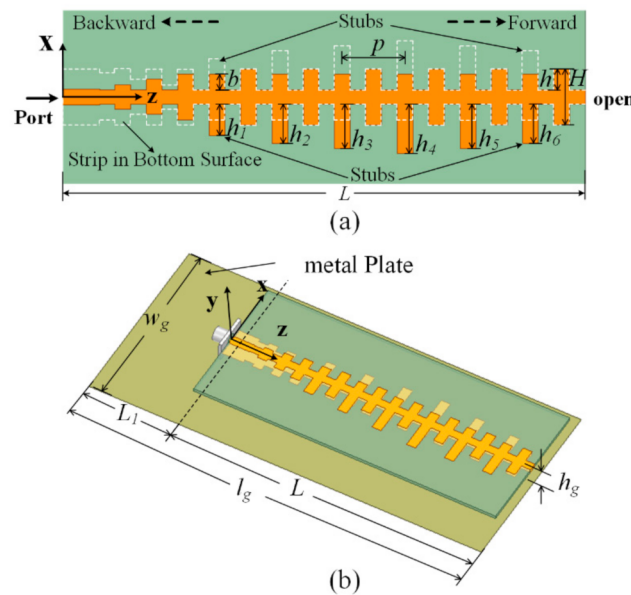 Backward Stubs Forward
x p
b h H
z
Port open
h1 h2 h3 h4 h5 h6
Strip in Bottom Surface
Stubs
L
(a)
metal Plate
x
y
wg z
L1
L hg
lg
(b)